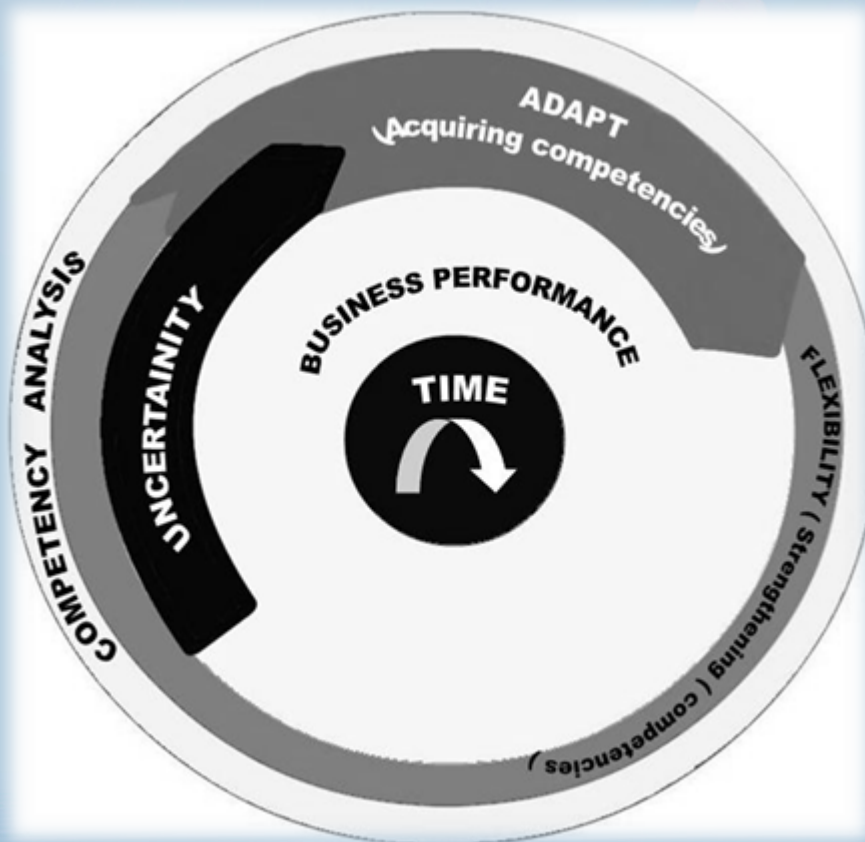 ADAPT
(Acquiring competencies)
COMPETENCY ANALYSIS
UNCERTAINITY
BUSINESS PERFORMANCE
TIME
FLEXIBILITY ( Strengthening ( competencies )